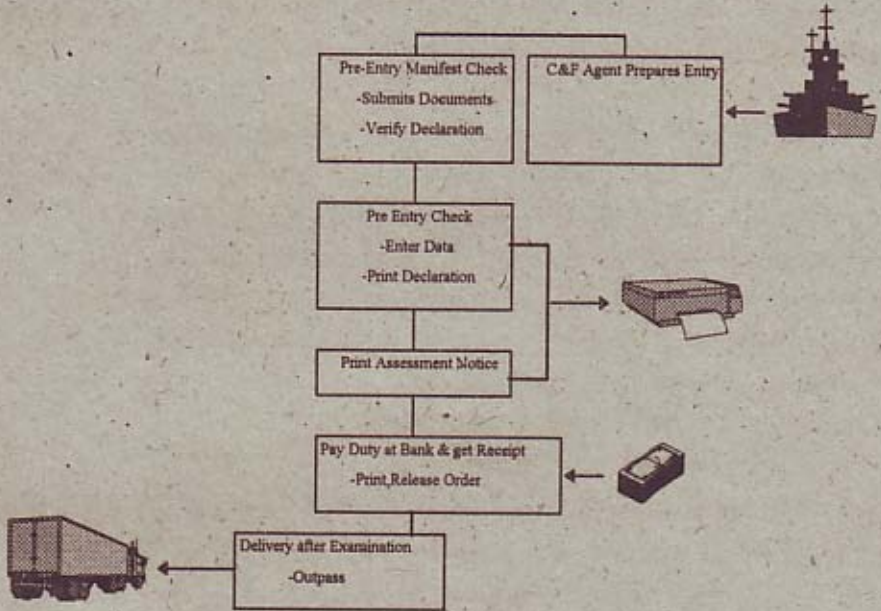 Pre-Entry Manifest Check
-Submits Documents
-Verify Declaration
C&F Agent Prepares Entry
Pre Entry Check
-Enter Data
-Print Declaration
Print Assessment Notice
Pay Duty at Bank & get Receipt
-Print,Release Order
Delivery after Examination
-Outpass